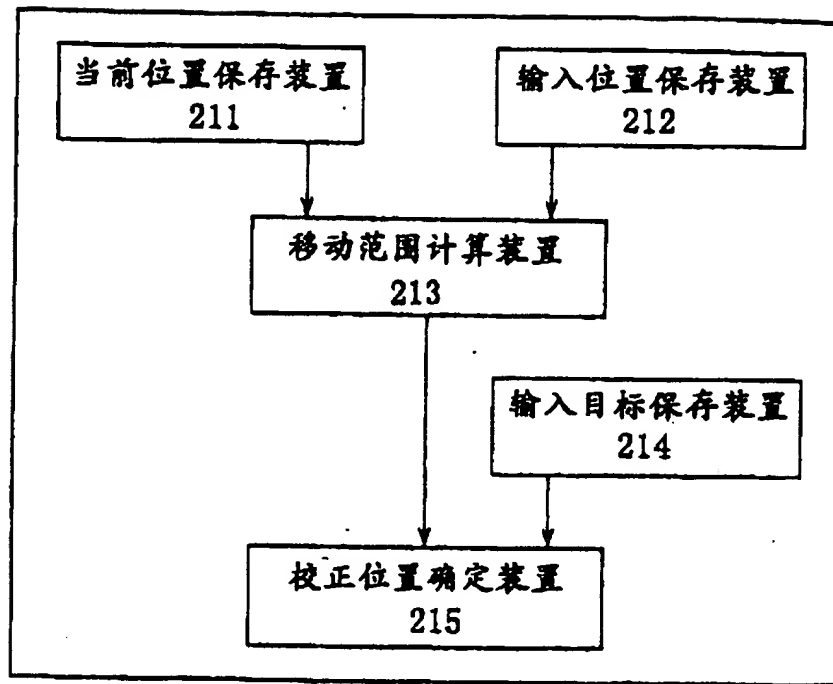 当前位置保存装置
211
输入位置保存装置
212
移动范围计算装置
213
输入目标保存装置
214
校正位置确定装置
215